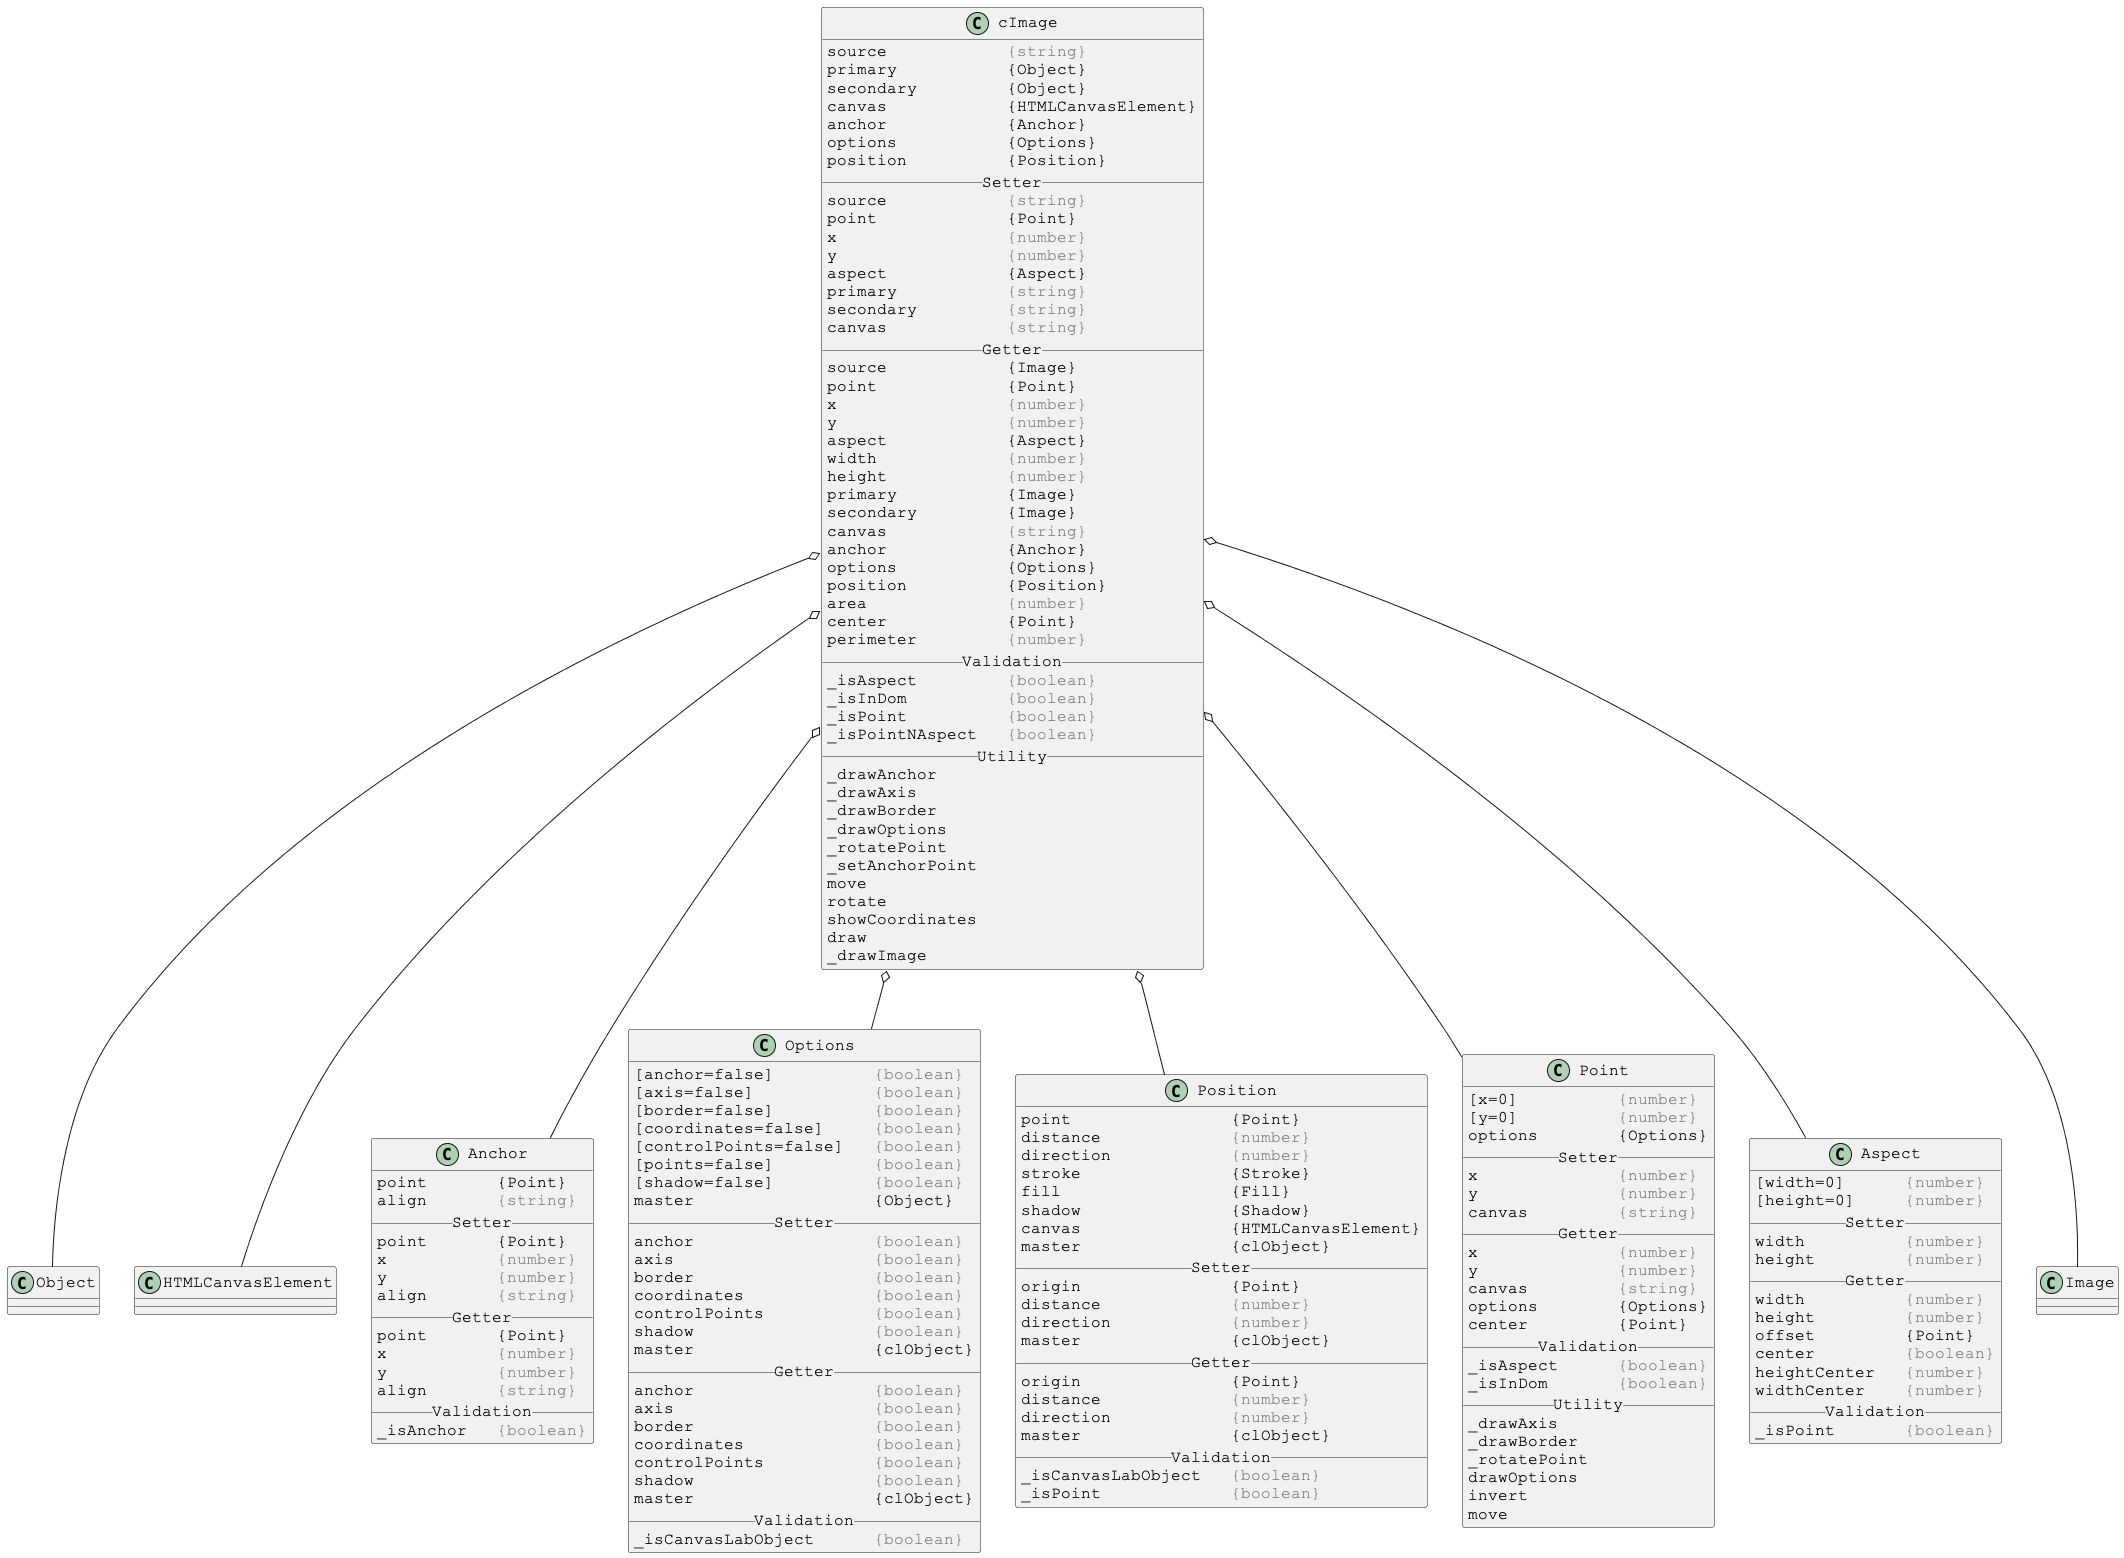 C cImage
source {string}
primary {Object}
secondary {Object}
canvas {HTMLCanvasElement}
anchor {Anchor}
options {Options}
position {Position}
Setter
source {string}
point {Point}
x {number}
y {number}
aspect {Aspect}
primary {string}
secondary {string}
canvas {string}
Getter
source {Image}
point {Point}
x {number}
y {number}
aspect {Aspect}
width {number}
height {number}
primary {Image}
secondary {Image}
canvas {string}
anchor {Anchor}
options {Options}
position {Position}
area {number}
center {Point}
perimeter {number}
Validation
_isAspect {boolean}
_isInDom {boolean}
_isPoint {boolean}
_isPointNAspect {boolean}
Utility
_drawAnchor
_drawAxis
_drawBorder
_drawOptions
_rotatePoint
_setAnchorPoint
move
rotate
showCoordinates
draw
_drawImage
C Object
C HTMLCanvasElement
C Anchor
point {Point}
align {string}
Setter
point {Point}
x {number}
y {number}
align {string}
Getter
point {Point}
x {number}
y {number}
align {string}
Validation
_isAnchor {boolean}
C Options
[anchor=false] {boolean}
[axis=false] {boolean}
[border=false] {boolean}
[coordinates=false] {boolean}
[controlPoints=false] {boolean}
[points=false] {boolean}
[shadow=false] {boolean}
master {Object}
Setter
anchor {boolean}
axis {boolean}
border {boolean}
coordinates {boolean}
controlPoints {boolean}
shadow {boolean}
master {clObject}
Getter
anchor {boolean}
axis {boolean}
border {boolean}
coordinates {boolean}
controlPoints {boolean}
shadow {boolean}
master {clObject}
Validation
_isCanvasLabObject {boolean}
C Position
point {Point}
distance {number}
direction {number}
stroke {Stroke}
fill {Fill}
shadow {Shadow}
canvas {HTMLCanvasElement}
master {clObject}
Setter
origin {Point}
distance {number}
direction {number}
master {clObject}
Getter
origin {Point}
distance {number}
direction {number}
master {clObject}
Validation
_isCanvasLabObject {boolean}
_isPoint {boolean}
C Point
[x=0] {number}
[y=0] {number}
options {Options}
Setter
x {number}
y {number}
canvas {string}
Getter
x {number}
y {number}
canvas {string}
options {Options}
center {Point}
Validation
_isAspect {boolean}
_isInDom {boolean}
Utility
_drawAxis
_drawBorder
_rotatePoint
drawOptions
invert
move
C Aspect
[width=0] {number}
[height=0] {number}
Setter
width {number}
height {number}
Getter
width {number}
height {number}
offset {Point}
center {boolean}
heightCenter {number}
widthCenter {number}
Validation
_isPoint {boolean}
C Image